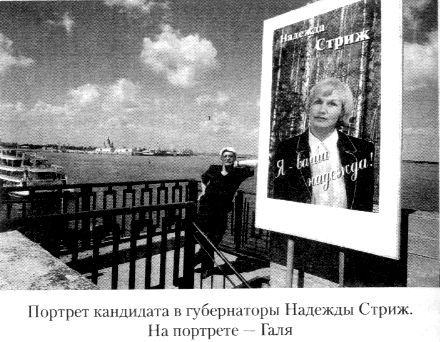 Надежда
Стриж
Я - ваша
надежда!
Портрет кандидата в губернаторы Надежды Стриж.
На портрете — Галя